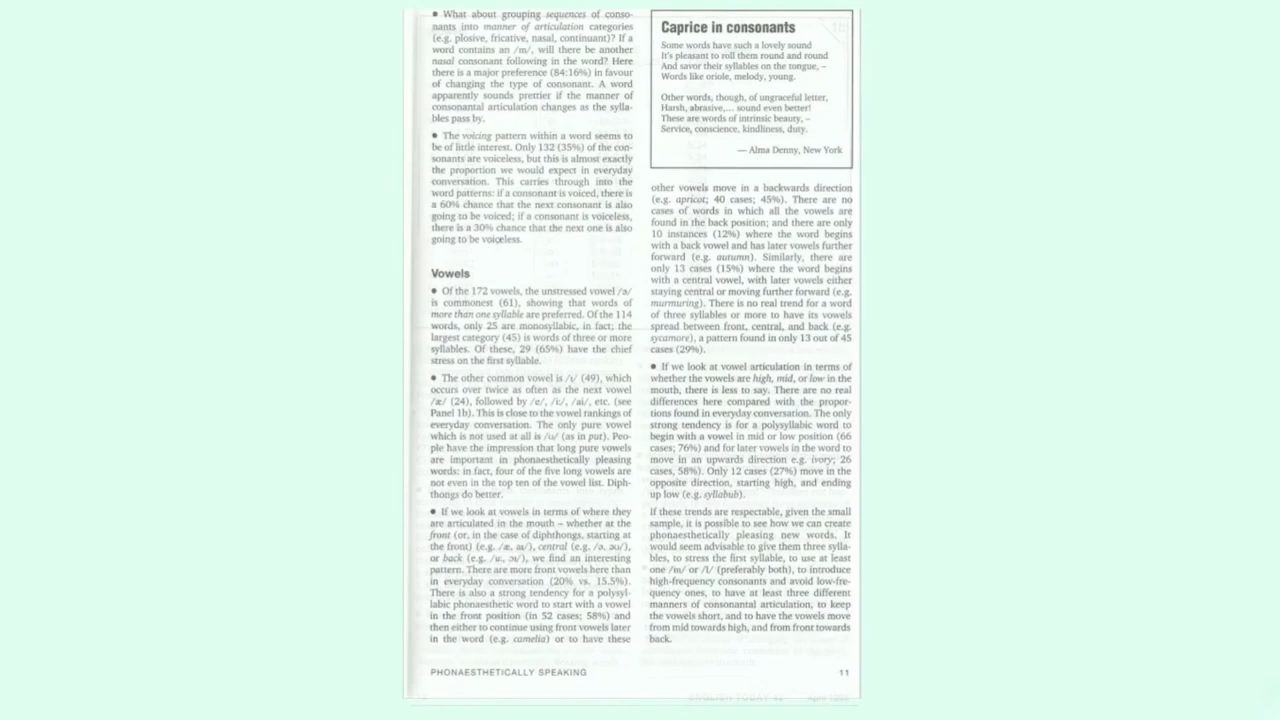 • What about grouping sequences of conso-
nants into manner of articulation categories
(e.g. plosive, fricative, nasal, continuant)? If a
word contains an /m/, will there be another
nasal consonant following in the word? Here
there is a major preference (84:16%) in favour
of changing the type of consonant. A word
apparently sounds prettier if the manner of
consonantal articulation changes as the sylla-
bles pass by.
• The voicing pattern within a word seems to
be of little interest. Only 132 (35%) of the con-
sonants are voiceless, but this is almost exactly
the proportion we would expect in everyday
conversation. This carries through into the
word patterns: if a consonant is voiced, there is
a 60% chance that the next consonant is also
going to be voiced; if a consonant is voiceless,
there is a 30% chance that the next one is also
going to be voiceless.
Vowels
• Of the 172 vowels, the unstressed vowel /ə/
is commonest (61), showing that words of
more than one syllable are preferred. Of the 114
words, only 25 are monosyllabic, in fact; the
largest category (45) is words of three or more
syllables. Of these, 29 (65%) have the chief
stress on the first syllable.
• The other common vowel is /ɪ/ (49), which
occurs over twice as often as the next vowel
/æ/ (24), followed by /e/, /i:/, /ai/, etc. (see
Panel 1b). This is close to the vowel rankings of
everyday conversation. The only pure vowel
which is not used at all is /ʊ/ (as in put). Peo-
ple have the impression that long pure vowels
are important in phonaesthetically pleasing
words: in fact, four of the five long vowels are
not even in the top ten of the vowel list. Diph-
thongs do better.
• If we look at vowels in terms of where they
are articulated in the mouth – whether at the
front (or, in the case of diphthongs, starting at
the front) (e.g. /æ, aɪ/), central (e.g. /ə, əʊ/),
or back (e.g. /u:, ɔɪ/), we find an interesting
pattern. There are more front vowels here than
in everyday conversation (20% vs. 15.5%).
There is also a strong tendency for a polysyl-
labic phonaesthetic word to start with a vowel
in the front position (in 52 cases; 58%) and
then either to continue using front vowels later
in the word (e.g. camelia) or to have these
Caprice in consonants
Some words have such a lovely sound
It's pleasant to roll them round and round
And savor their syllables on the tongue, –
Words like oriole, melody, young.
Other words, though, of ungraceful letter,
Harsh, abrasive,... sound even better!
These are words of intrinsic beauty, –
Service, conscience, kindliness, duty.
— Alma Denny, New York
other vowels move in a backwards direction
(e.g. apricot; 40 cases; 45%). There are no
cases of words in which all the vowels are
found in the back position; and there are only
10 instances (12%) where the word begins
with a back vowel and has later vowels further
forward (e.g. autumn). Similarly, there are
only 13 cases (15%) where the word begins
with a central vowel, with later vowels either
staying central or moving further forward (e.g.
murmuring). There is no real trend for a word
of three syllables or more to have its vowels
spread between front, central, and back (e.g.
sycamore), a pattern found in only 13 out of 45
cases (29%).
• If we look at vowel articulation in terms of
whether the vowels are high, mid, or low in the
mouth, there is less to say. There are no real
differences here compared with the propor-
tions found in everyday conversation. The only
strong tendency is for a polysyllabic word to
begin with a vowel in mid or low position (66
cases; 76%) and for later vowels in the word to
move in an upwards direction e.g. ivory; 26
cases, 58%). Only 12 cases (27%) move in the
opposite direction, starting high, and ending
up low (e.g. syllabub).
If these trends are respectable, given the small
sample, it is possible to see how we can create
phonaesthetically pleasing new words. It
would seem advisable to give them three sylla-
bles, to stress the first syllable, to use at least
one /m/ or /l/ (preferably both), to introduce
high-frequency consonants and avoid low-fre-
quency ones, to have at least three different
manners of consonantal articulation, to keep
the vowels short, and to have the vowels move
from mid towards high, and from front towards
back.
PHONAESTHETICALLY SPEAKING
11